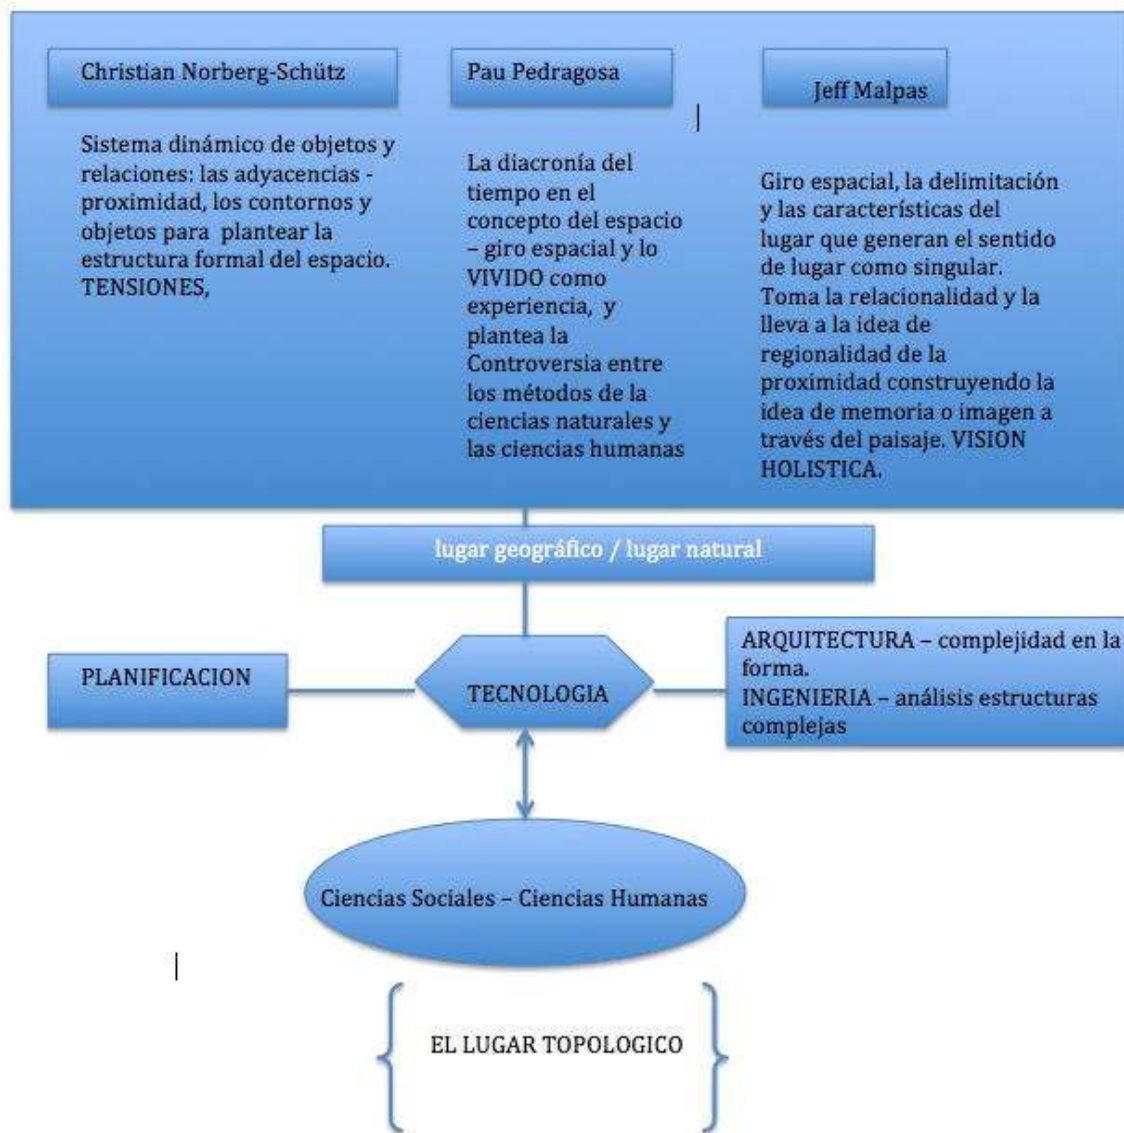 Christian Norberg-Schütz
Sistema dinámico de objetos y
relaciones: las adyacencias -
proximidad, los contornos y
objetos para plantear la
estructura formal del espacio.
TENSIONES,
Pau Pedragosa
La diacronía del
tiempo en el
concepto del espacio
– giro espacial y lo
VIVIDO como
experiencia, y
plantea la
Controversia entre
los métodos de la
ciencias naturales y
las ciencias humanas
Jeff Malpas
Giro espacial, la delimitación
y las características del
lugar que generan el sentido
de lugar como singular.
Toma la relacionalidad y la
lleva a la idea de
regionalidad de la
proximidad construyendo la
idea de memoria o imagen a
través del paisaje. VISION
HOLISTICA.
lugar geográfico / lugar natural
PLANIFICACION
TECNOLOGIA
ARQUITECTURA – complejidad en la
forma.
INGENIERIA – análisis estructuras
complejas
Ciencias Sociales – Ciencias Humanas
EL LUGAR TOPOLOGICO